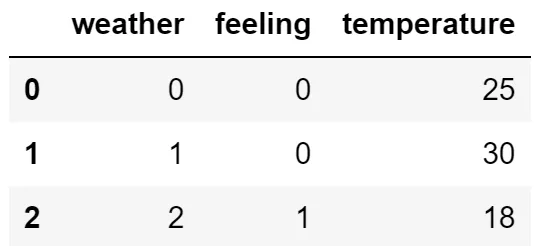 weather feeling temperature
0 0 0 25
1 1 0 30
2 2 1 18